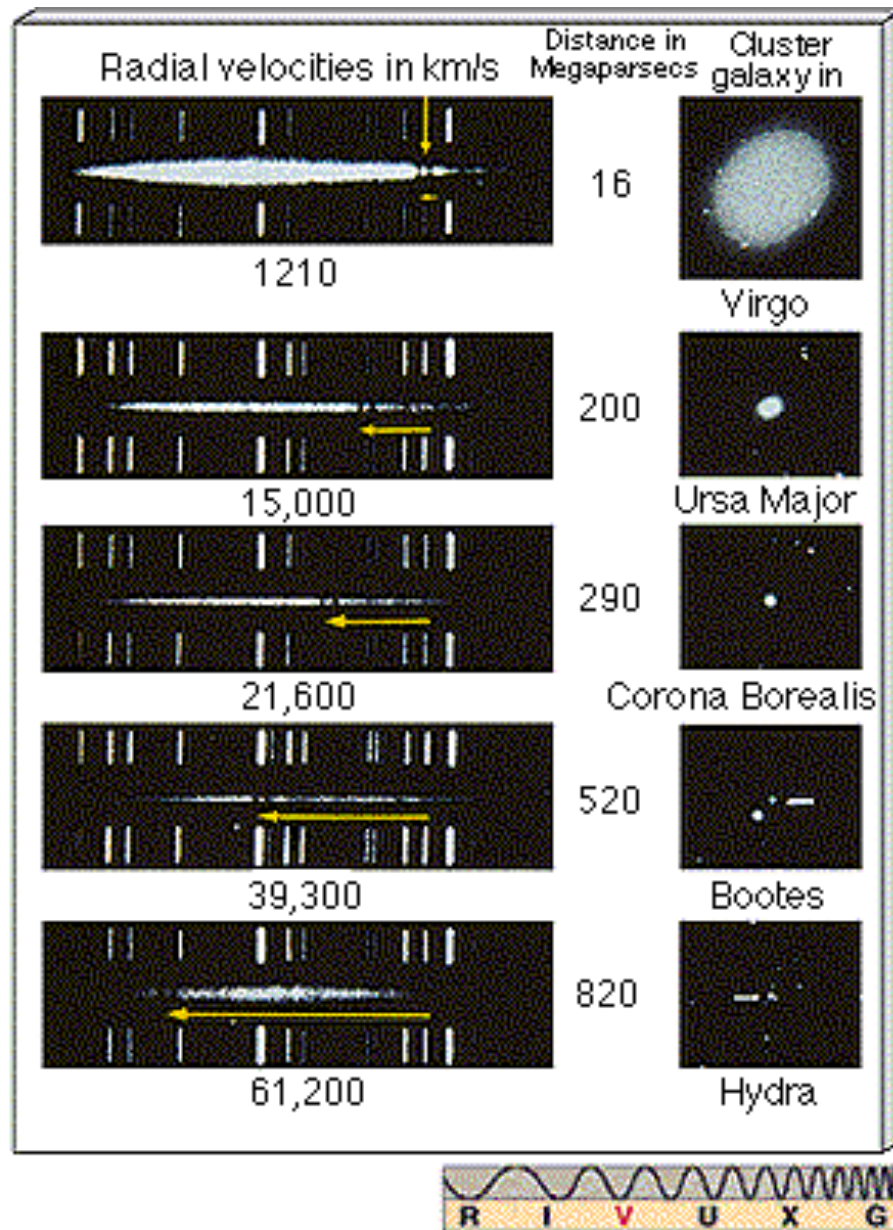 Radial velocities in km/s
Distance in
Megaparsecs
Cluster
galaxy in
1210
16
Virgo
15,000
200
Ursa Major
21,600
290
Corona Borealis
39,300
520
Bootes
61,200
820
Hydra
R I V U X G